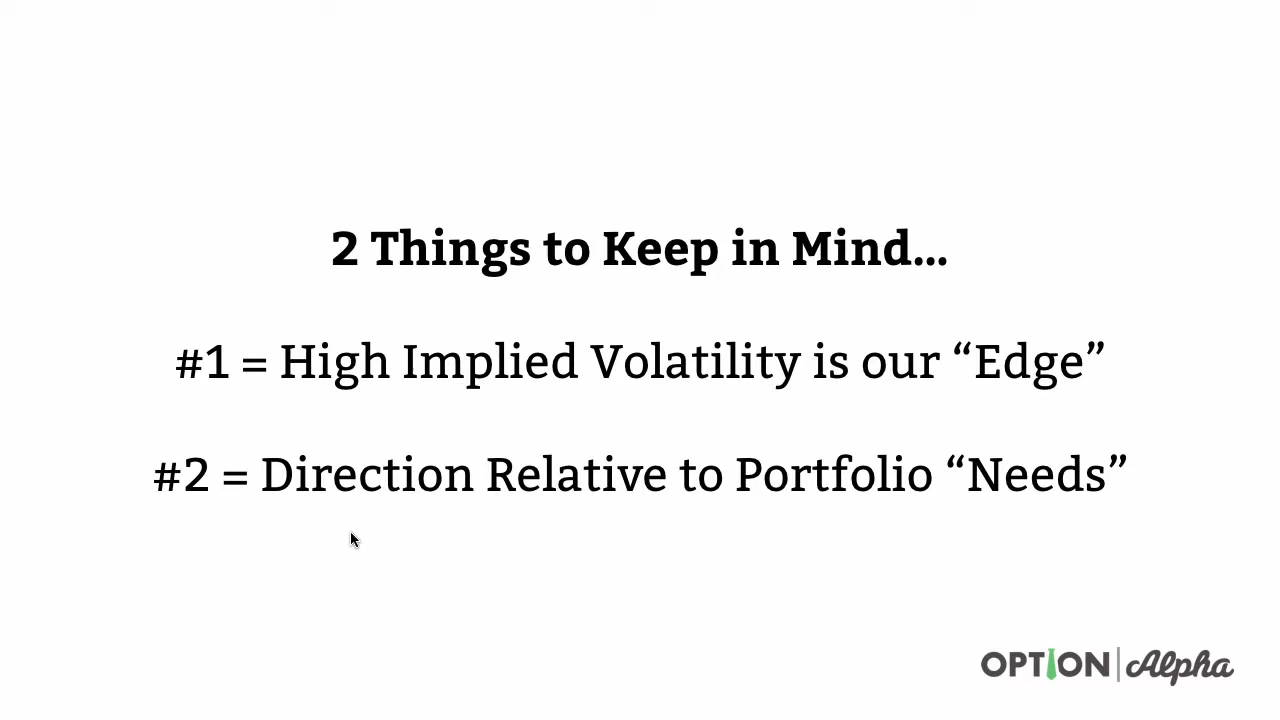 2 Things to Keep in Mind...
#1 = High Implied Volatility is our “Edge”
#2 = Direction Relative to Portfolio “Needs”
OPTION | Alpha